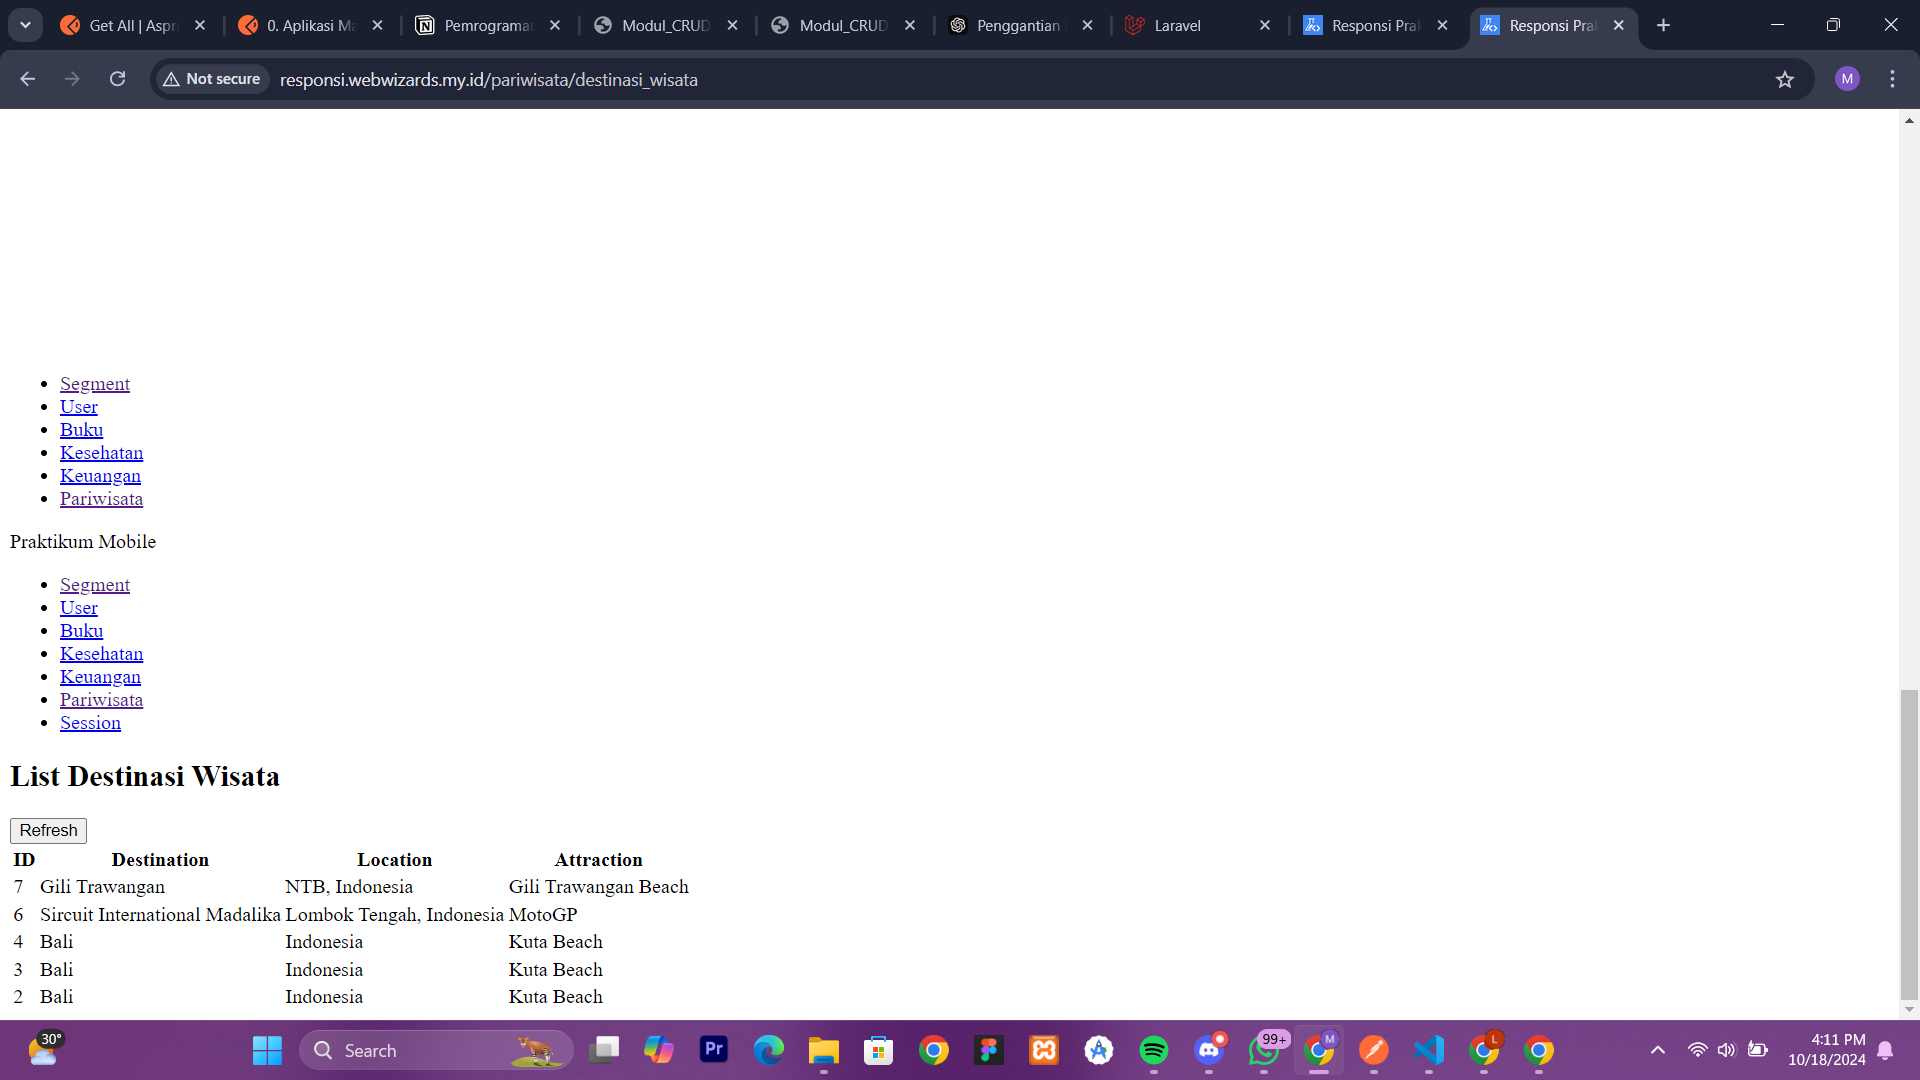 Get All | Aspr
0. Aplikasi Ma
Pemrograman
Modul_CRUD
Modul_CRUD
Penggantian
Laravel
Responsi Prak
Responsi Prak
Not secure
responsi.webwizards.my.id/pariwisata/destinasi_wisata
M
Segment
User
Buku
Kesehatan
Keuangan
Pariwisata
Praktikum Mobile
Segment
User
Buku
Kesehatan
Keuangan
Pariwisata
Session
List Destinasi Wisata
Refresh
ID Destination Location Attraction
7 Gili Trawangan NTB, Indonesia Gili Trawangan Beach
6 Sircuit International Madalika Lombok Tengah, Indonesia MotoGP
4 Bali Indonesia Kuta Beach
3 Bali Indonesia Kuta Beach
2 Bali Indonesia Kuta Beach
30°
Search
Pr
99+
M
L
4:11 PM
10/18/2024